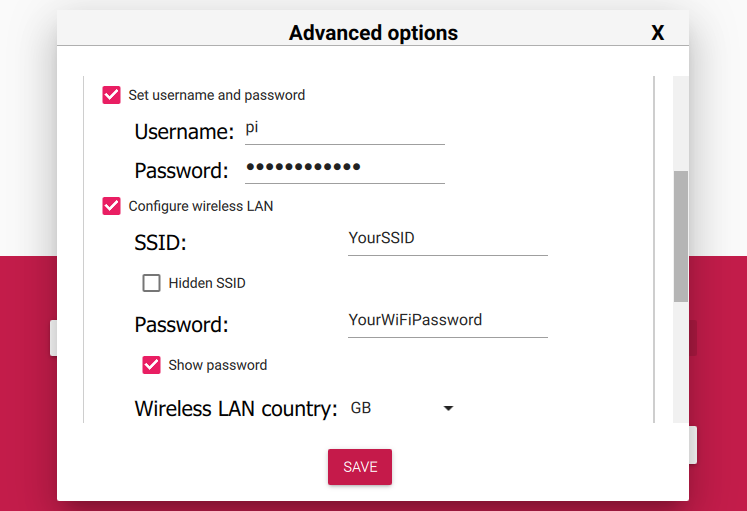 Advanced options X
Set username and password
Username: pi
Password: ••••••••••••
Configure wireless LAN
SSID: YourSSID
Hidden SSID
Password: YourWiFiPassword
Show password
Wireless LAN country: GB
SAVE